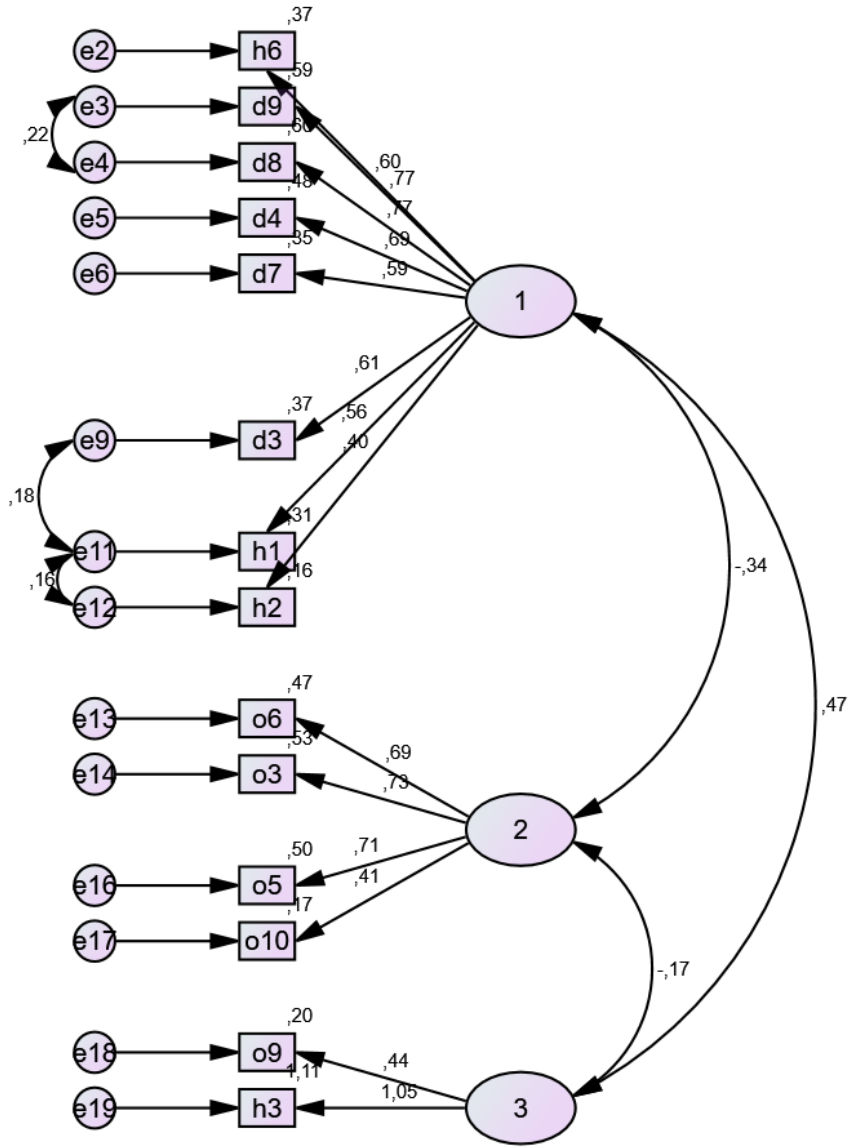 ,37
e2 h6
,59
e3 d9
,60
,22
e4 d8
,60
,77
,48
,77
e5 d4
,69
,35
e6 d7
,59
1
,61
,37
,56
e9 d3
,40
,18
,31
e11 h1
-,34
,16
,16
e12 h2
,47
,47
e13 o6
,53
,69
e14 o3
,73
2
,50
,71
e16 o5
,41
,17
e17 o10
-,17
,20
e18 o9
,44
1,11
1,05
e19 h3
3